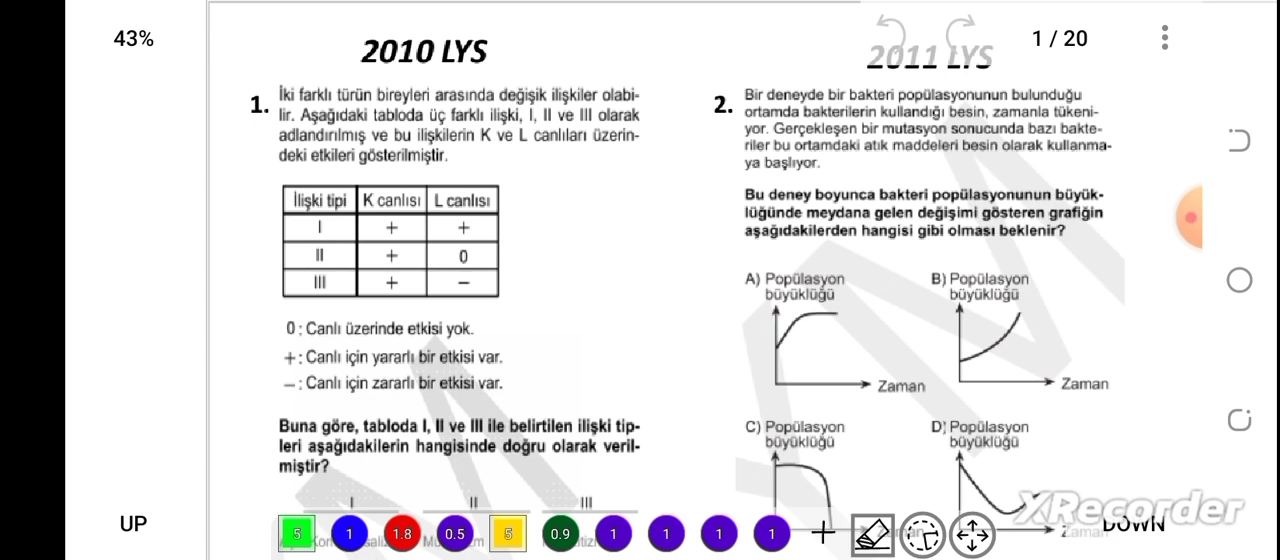 43%
1 / 20
2010 LYS
1. İki farklı türün bireyleri arasında değişik ilişkiler olabi-
lir. Aşağıdaki tabloda üç farklı ilişki, I, II ve III olarak
adlandırılmış ve bu ilişkilerin K ve L canlıları üzerin-
deki etkileri gösterilmiştir.
İlişki tipi K canlısı L canlısı
I + +
II + 0
III + −
0 : Canlı üzerinde etkisi yok.
+ : Canlı için yararlı bir etkisi var.
− : Canlı için zararlı bir etkisi var.
Buna göre, tabloda I, II ve III ile belirtilen ilişki tip-
leri aşağıdakilerin hangisinde doğru olarak veril-
miştir?
I II III
2011 LYS
2. Bir deneyde bir bakteri popülasyonunun bulunduğu
ortamda bakterilerin kullandığı besin, zamanla tükeni-
yor. Gerçekleşen bir mutasyon sonucunda bazı bakte-
riler bu ortamdaki atık maddeleri besin olarak kullanma-
ya başlıyor.
Bu deney boyunca bakteri popülasyonunun büyük-
lüğünde meydana gelen değişimi gösteren grafiğin
aşağıdakilerden hangisi gibi olması beklenir?
A) Popülasyon
büyüklüğü
Zaman
B) Popülasyon
büyüklüğü
Zaman
C) Popülasyon
büyüklüğü
D) Popülasyon
büyüklüğü
Zaman
UP
5 1 1.8 0.5 5 0.9 1 1 1 1 +
DOWN
XRecorder